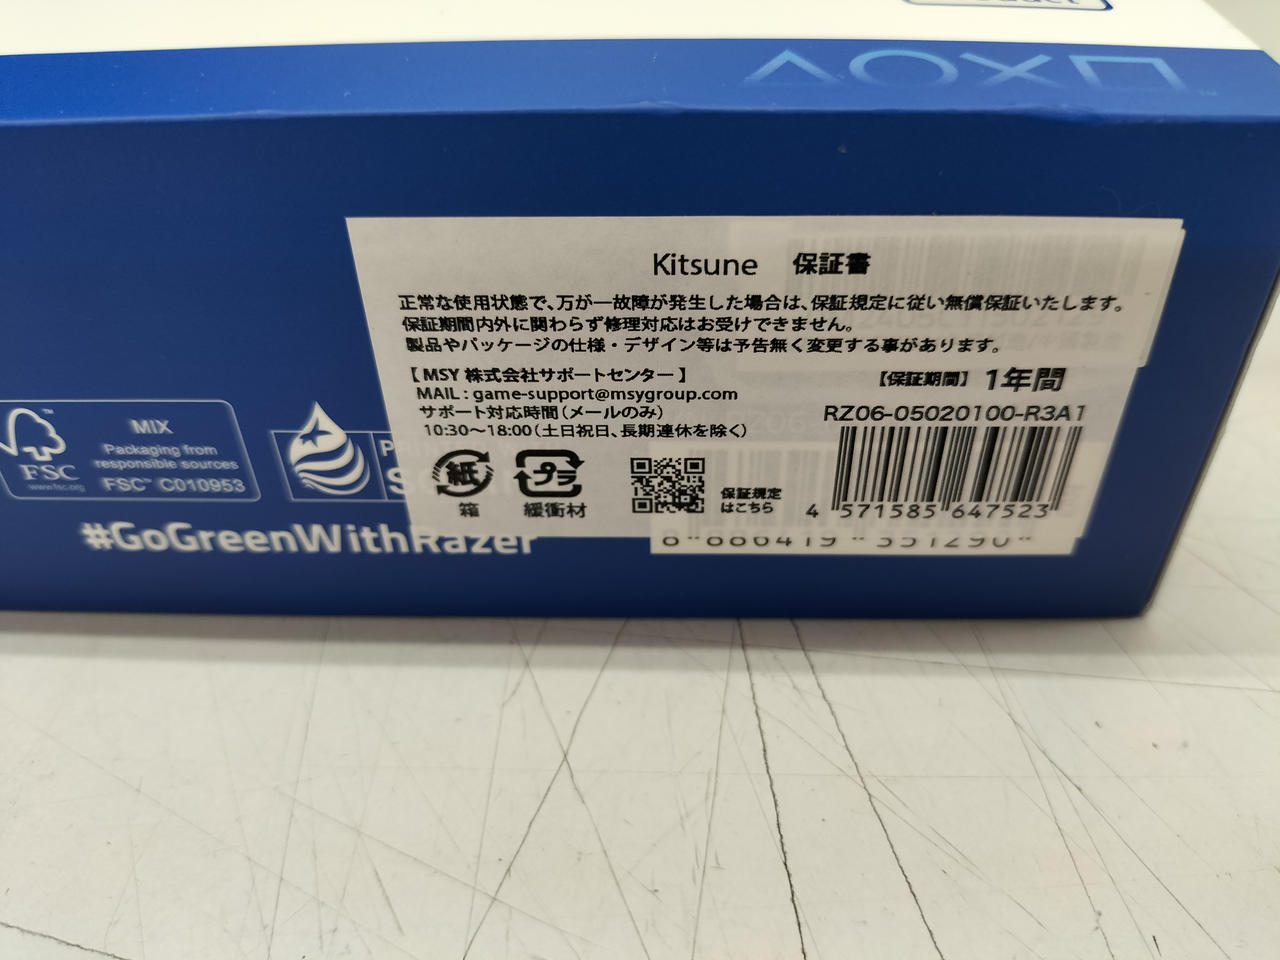 Kitsune 保証書
正常な使用状態で、万が一故障が発生した場合は、保証規定に従い無償保証いたします。
保証期間内外に関わらず修理対応はお受けできません。
製品やパッケージの仕様・デザイン等は予告無く変更する事があります。
【 MSY 株式会社サポートセンター 】
MAIL : game-support@msygroup.com
サポート対応時間（メールのみ）
10:30～18:00（土日祝日、長期連休を除く）
【保証期間】 1年間
RZ06-05020100-R3A1
紙
箱
プラ
緩衝材
保証規定
はこちら
4 571585 647523
8 886419 351290
MIX
Packaging from
responsible sources
FSC™ C010953
FSC
www.fsc.org
#GoGreenWithRazer